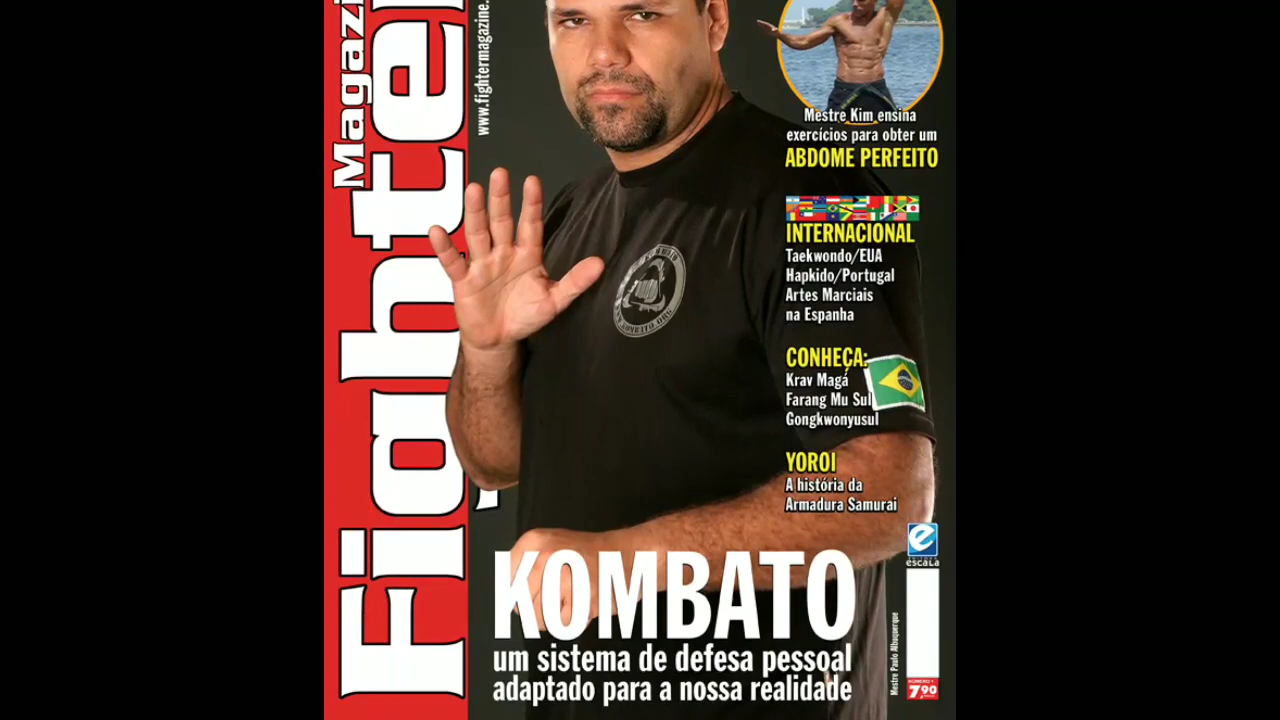 Fighter
Magazi
www.fightermagazine.
Mestre Kim ensina
exercícios para obter um
ABDOME PERFEITO
INTERNACIONAL
Taekwondo/EUA
Hapkido/Portugal
Artes Marciais
na Espanha
CONHEÇA:
Krav Magá
Farang Mu Sul
Gongkwonyusul
YOROI
A história da
Armadura Samurai
escala
KOMBATO
um sistema de defesa pessoal
adaptado para a nossa realidade
Mestre Paulo Albuquerque
7,90